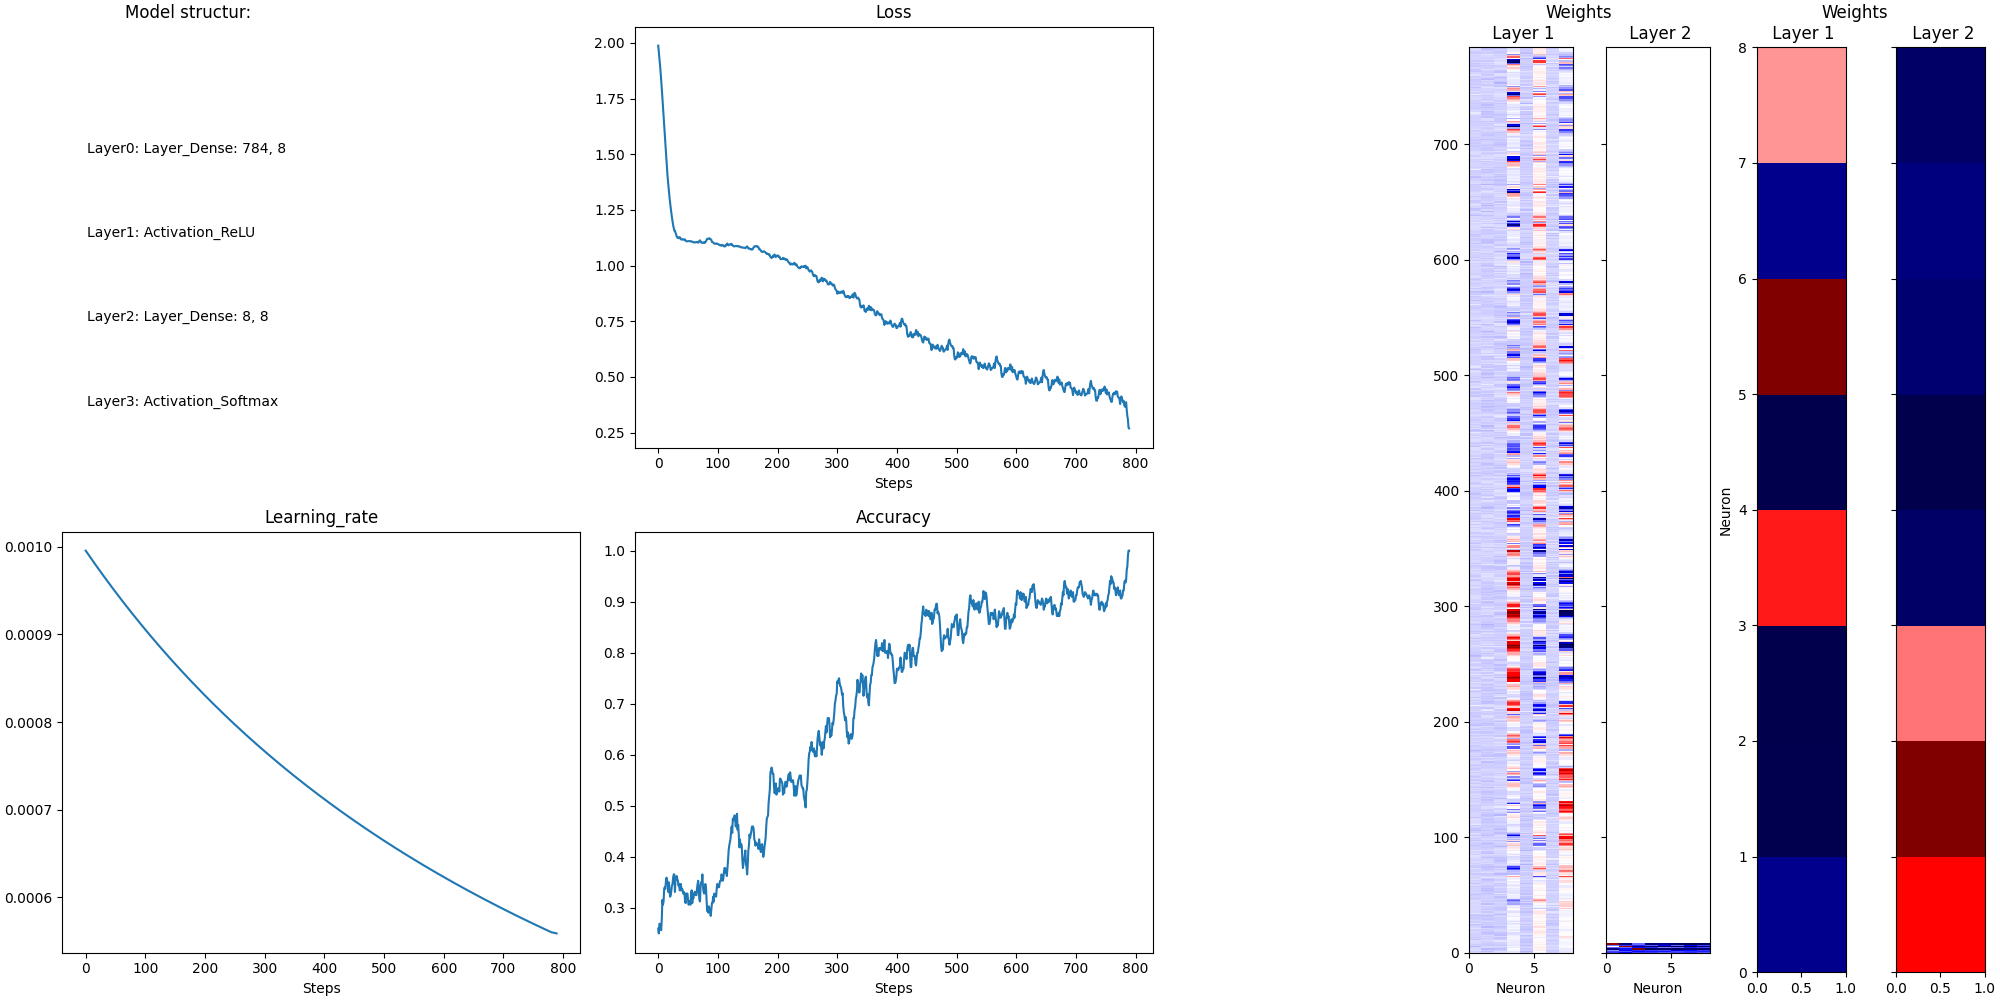 Model structur:
Layer0: Layer_Dense: 784, 8
Layer1: Activation_ReLU
Layer2: Layer_Dense: 8, 8
Layer3: Activation_Softmax
Loss
2.00
1.75
1.50
1.25
1.00
0.75
0.50
0.25
0 100 200 300 400 500 600 700 800
Steps
Learning_rate
0.0010
0.0009
0.0008
0.0007
0.0006
0 100 200 300 400 500 600 700 800
Steps
Accuracy
1.0
0.9
0.8
0.7
0.6
0.5
0.4
0.3
0 100 200 300 400 500 600 700 800
Steps
Weights
Layer 1 Layer 2
700
600
500
400
300
200
100
0
0 5 0 5
Neuron Neuron
Weights
Layer 1 Layer 2
8
7
6
5
4
3
2
1
0
Neuron
0.0 0.5 1.0 0.0 0.5 1.0